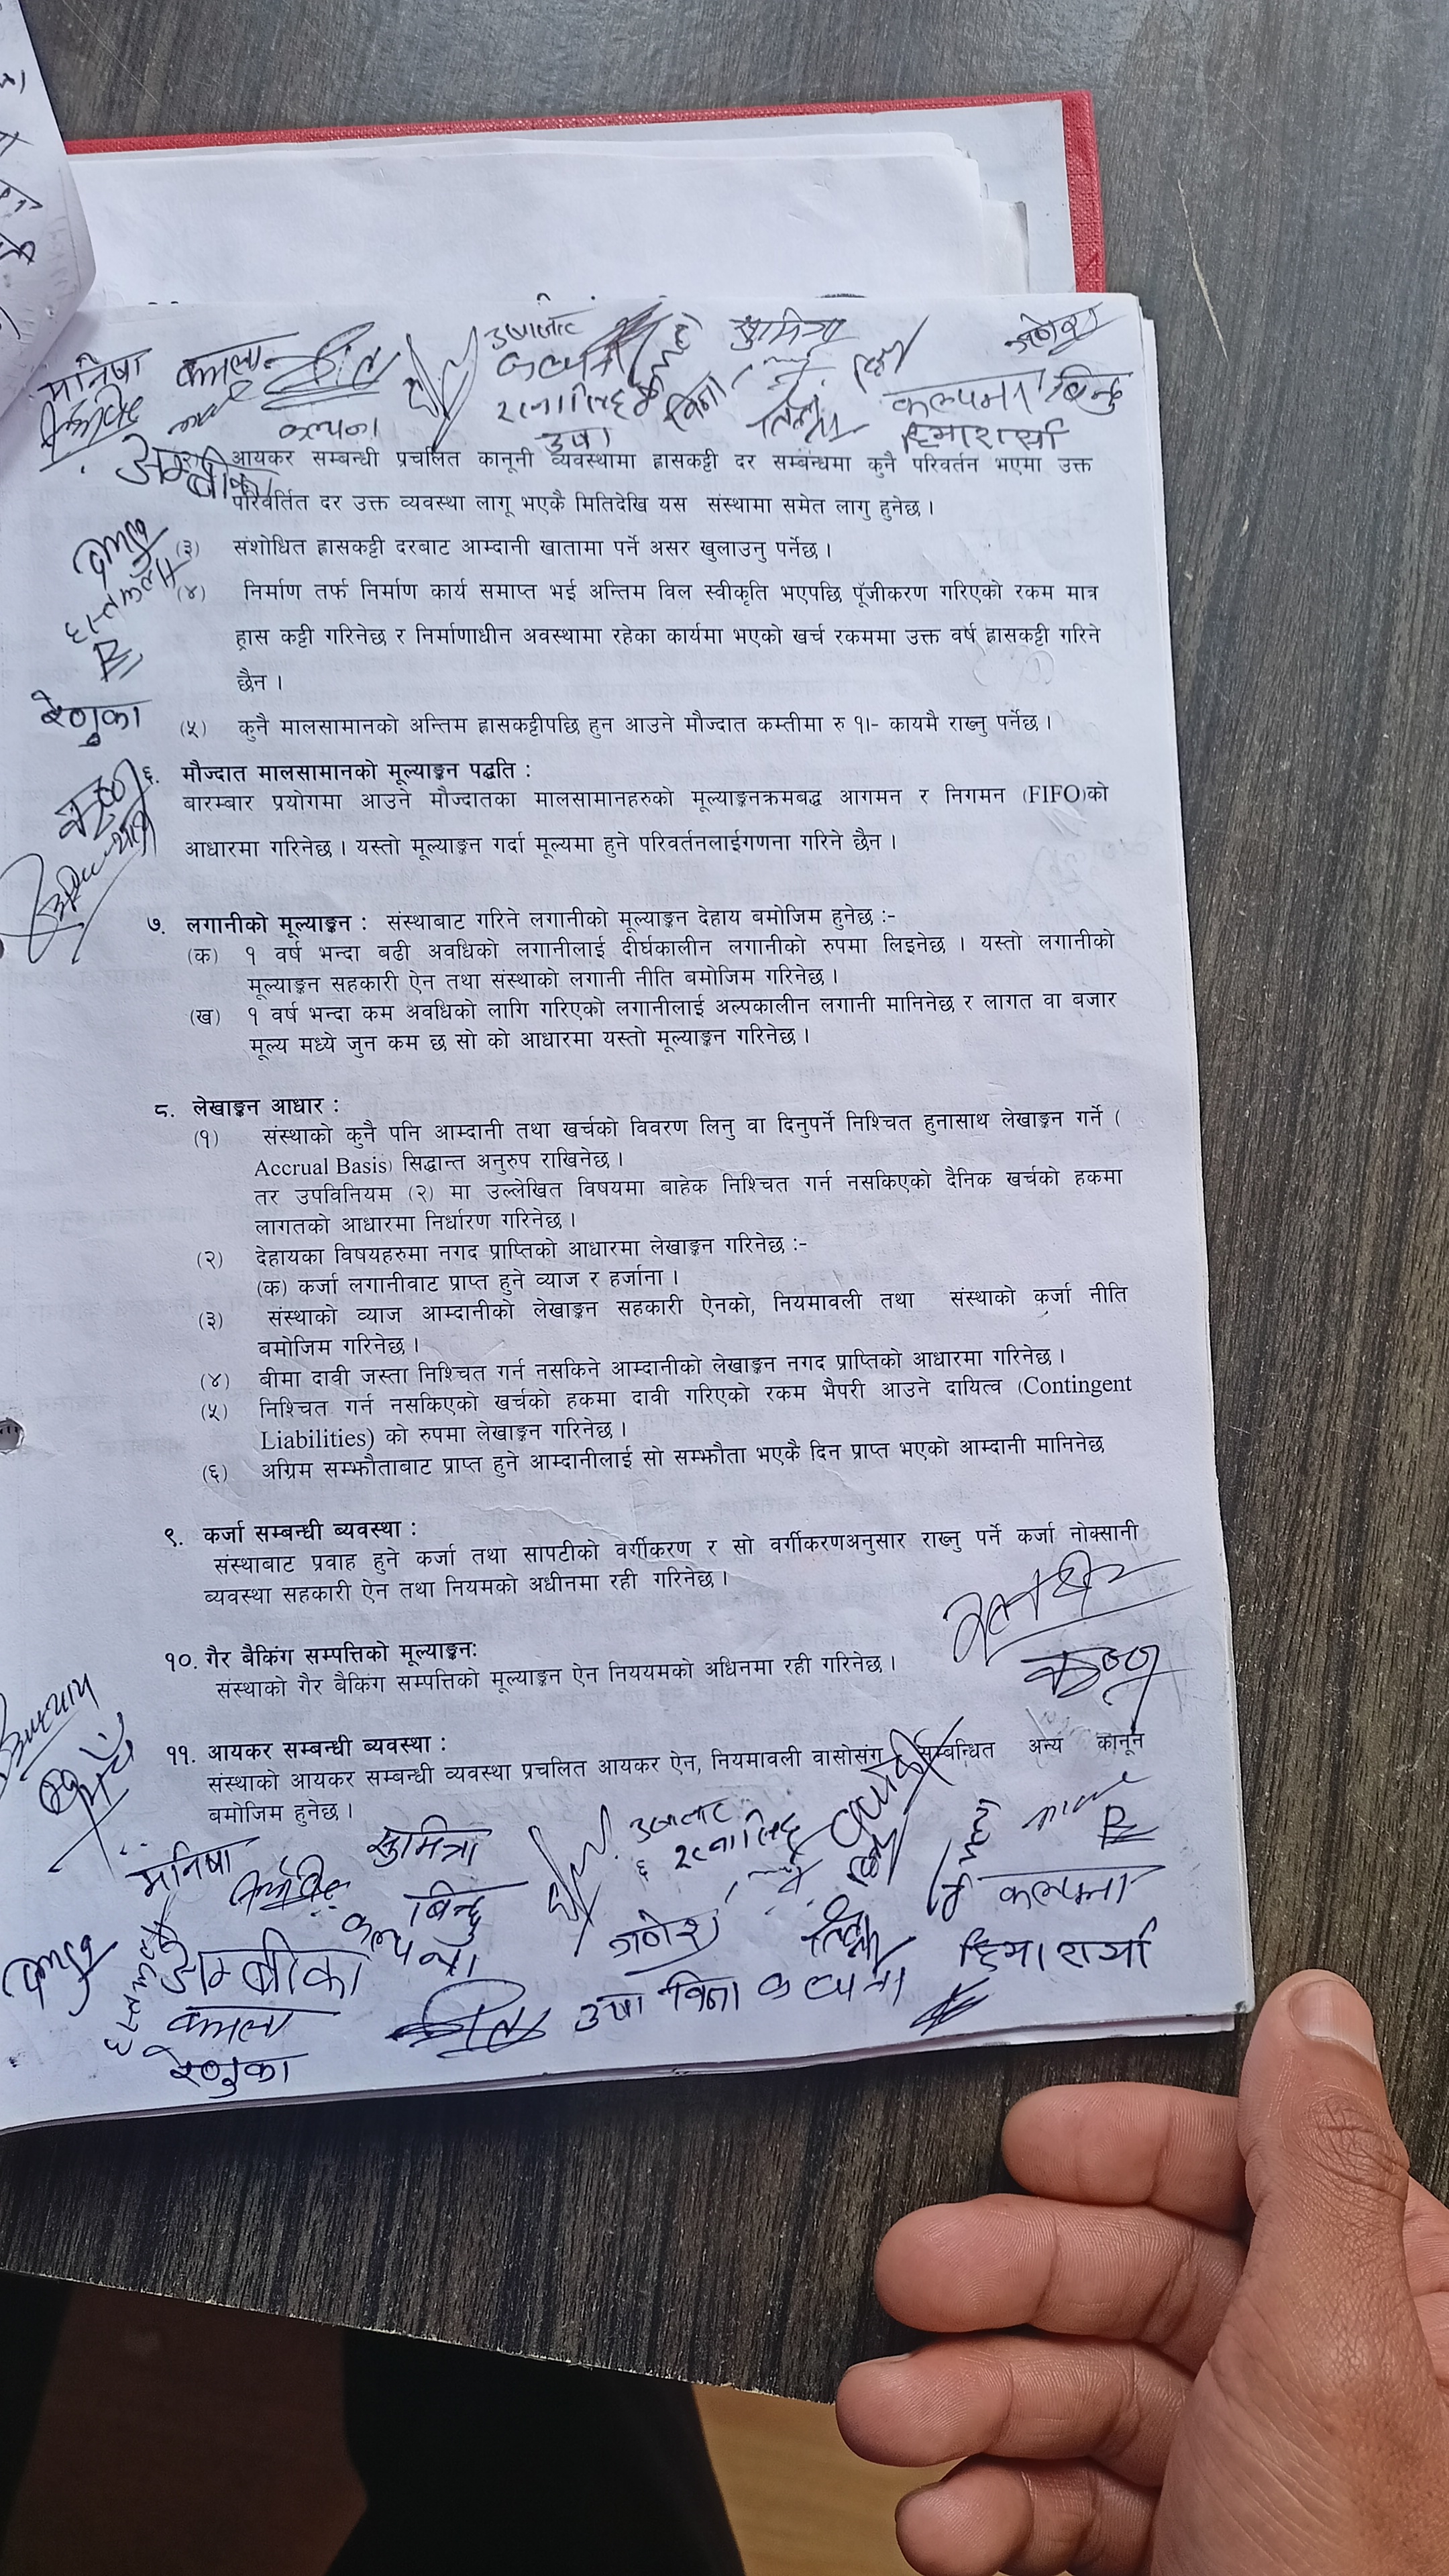 मनिषा कमला उषा सुमित्रा गणेश
कल्पना कल्पना बिना कल्पना बिन्दु
उषा हिमा शर्मा
अम्बीका
आयकर सम्बन्धी प्रचलित कानूनी व्यवस्थामा ह्रासकट्टी दर सम्बन्धमा कुनै परिवर्तन भएमा उक्त
परिवर्तित दर उक्त व्यवस्था लागू भएकै मितिदेखि यस संस्थामा समेत लागु हुनेछ ।
(३) संशोधित ह्रासकट्टी दरबाट आम्दानी खातामा पर्ने असर खुलाउनु पर्नेछ ।
(४) निर्माण तर्फ निर्माण कार्य समाप्त भई अन्तिम विल स्वीकृति भएपछि पूँजीकरण गरिएको रकम मात्र
ह्रास कट्टी गरिनेछ र निर्माणाधीन अवस्थामा रहेका कार्यमा भएको खर्च रकममा उक्त वर्ष ह्रासकट्टी गरिने
छैन ।
रेणुका
(५) कुनै मालसामानको अन्तिम ह्रासकट्टीपछि हुन आउने मौज्दात कम्तीमा रु १।- कायमै राख्नु पर्नेछ ।
६. मौज्दात मालसामानको मूल्याङ्कन पद्धति :
बारम्बार प्रयोगमा आउने मौज्दातका मालसामानहरुको मूल्याङ्कनक्रमबद्ध आगमन र निगमन (FIFO)को
आधारमा गरिनेछ । यस्तो मूल्याङ्कन गर्दा मूल्यमा हुने परिवर्तनलाईगणना गरिने छैन ।
७. लगानीको मूल्याङ्कन : संस्थाबाट गरिने लगानीको मूल्याङ्कन देहाय बमोजिम हुनेछ :-
(क) १ वर्ष भन्दा बढी अवधिको लगानीलाई दीर्घकालीन लगानीको रुपमा लिइनेछ । यस्तो लगानीको
मूल्याङ्कन सहकारी ऐन तथा संस्थाको लगानी नीति बमोजिम गरिनेछ ।
(ख) १ वर्ष भन्दा कम अवधिको लागि गरिएको लगानीलाई अल्पकालीन लगानी मानिनेछ र लागत वा बजार
मूल्य मध्ये जुन कम छ सो को आधारमा यस्तो मूल्याङ्कन गरिनेछ ।
८. लेखाङ्कन आधार :
(१) संस्थाको कुनै पनि आम्दानी तथा खर्चको विवरण लिनु वा दिनुपर्ने निश्चित हुनासाथ लेखाङ्कन गर्ने (
Accrual Basis) सिद्धान्त अनुरुप राखिनेछ ।
तर उपविनियम (२) मा उल्लेखित विषयमा बाहेक निश्चित गर्न नसकिएको दैनिक खर्चको हकमा
लागतको आधारमा निर्धारण गरिनेछ ।
(२) देहायका विषयहरुमा नगद प्राप्तिको आधारमा लेखाङ्कन गरिनेछ :-
(क) कर्जा लगानीवाट प्राप्त हुने व्याज र हर्जाना ।
(३) संस्थाको व्याज आम्दानीको लेखाङ्कन सहकारी ऐनको, नियमावली तथा संस्थाको कर्जा नीति
बमोजिम गरिनेछ ।
(४) बीमा दावी जस्ता निश्चित गर्न नसकिने आम्दानीको लेखाङ्कन नगद प्राप्तिको आधारमा गरिनेछ ।
(५) निश्चित गर्न नसकिएको खर्चको हकमा दावी गरिएको रकम भैपरी आउने दायित्व (Contingent
Liabilities) को रुपमा लेखाङ्कन गरिनेछ ।
(६) अग्रिम सम्झौताबाट प्राप्त हुने आम्दानीलाई सो सम्झौता भएकै दिन प्राप्त भएको आम्दानी मानिनेछ
९. कर्जा सम्बन्धी ब्यवस्था :
संस्थाबाट प्रवाह हुने कर्जा तथा सापटीको वर्गीकरण र सो वर्गीकरणअनुसार राख्नु पर्ने कर्जा नोक्सानी
ब्यवस्था सहकारी ऐन तथा नियमको अधीनमा रही गरिनेछ ।
१०. गैर बैकिंग सम्पत्तिको मूल्याङ्कनः
संस्थाको गैर बैकिंग सम्पत्तिको मूल्याङ्कन ऐन निययमको अधिनमा रही गरिनेछ ।
११. आयकर सम्बन्धी ब्यवस्था :
संस्थाको आयकर सम्बन्धी व्यवस्था प्रचलित आयकर ऐन, नियमावली वासोसंग सम्बन्धित अन्य कानून
बमोजिम हुनेछ ।
मनिषा सुमित्रा
बिन्दु कल्पना
अम्बीका कल्पना गणेश हिमा शर्मा
कमला उषा बिना कल्पना
रेणुका